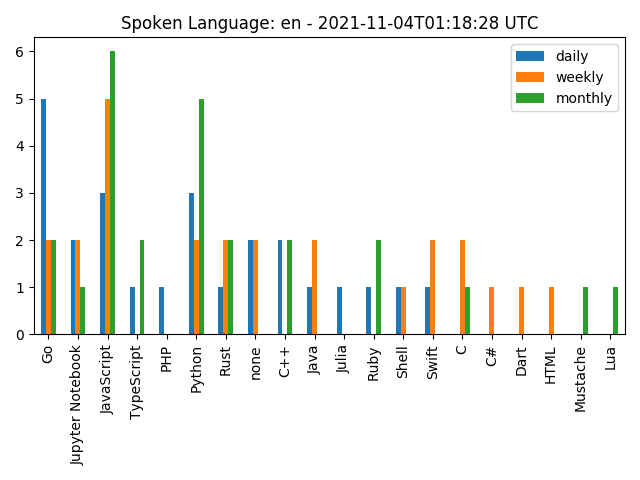 Spoken Language: en - 2021-11-04T01:18:28 UTC
daily
weekly
monthly
6
5
4
3
2
1
0
Go
Jupyter Notebook
JavaScript
TypeScript
PHP
Python
Rust
none
C++
Java
Julia
Ruby
Shell
Swift
C
C#
Dart
HTML
Mustache
Lua